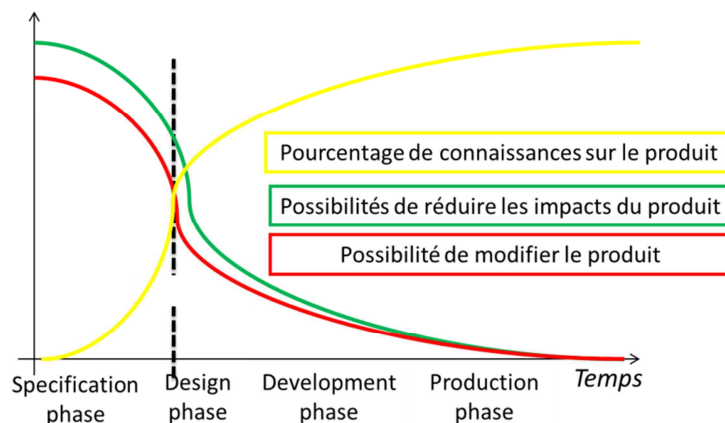 Pourcentage de connaissances sur le produit
Possibilités de réduire les impacts du produit
Possibilité de modifier le produit
Specification
phase
Design
phase
Development
phase
Production
phase
Temps